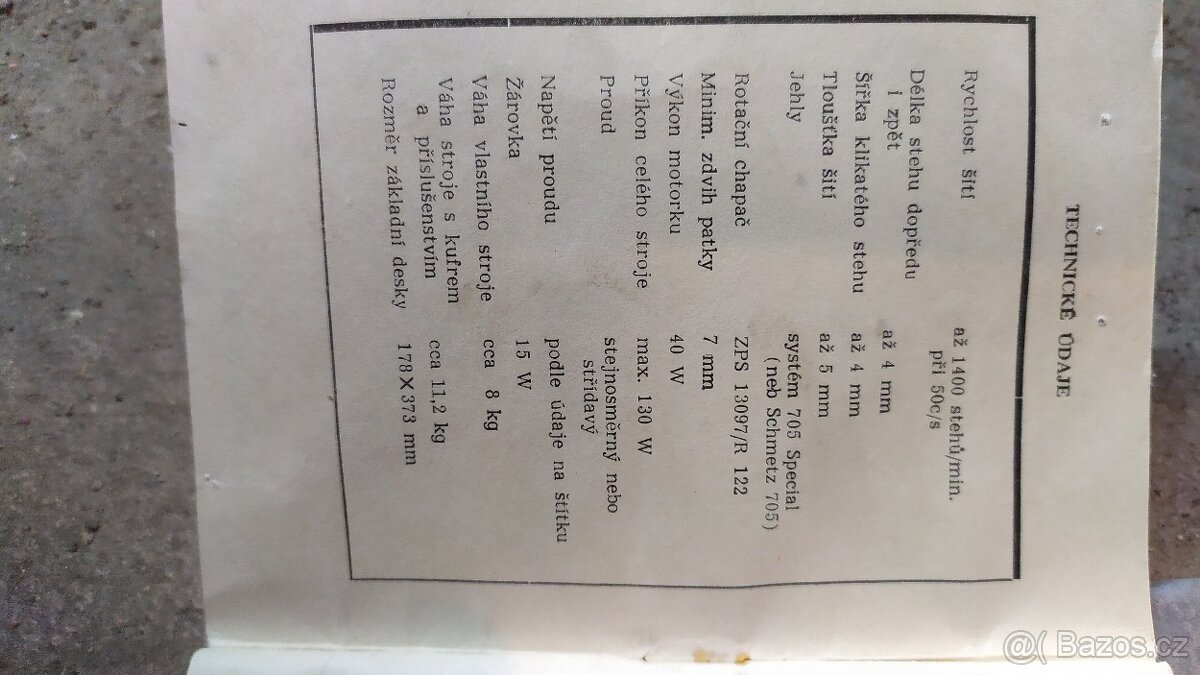 TECHNICKÉ ÚDAJE
Rychlost šití až 1400 stehů/min.
při 50c/s
Délka stehu dopředu
i zpět až 4 mm
Šířka klikatého stehu až 4 mm
Tloušťka šití až 5 mm
Jehly systém 705 Special
(neb Schmetz 705)
Rotační chapač ZPS 13097/R 122
Minim. zdvih patky 7 mm
Výkon motorku 40 W
Příkon celého stroje max. 130 W
Proud stejnosměrný nebo
střídavý
Napětí proudu podle údaje na štítku
Žárovka 15 W
Váha vlastního stroje cca 8 kg
Váha stroje s kufrem
a příslušenstvím cca 11,2 kg
Rozměr základní desky 178X373 mm
@( Bazos.cz